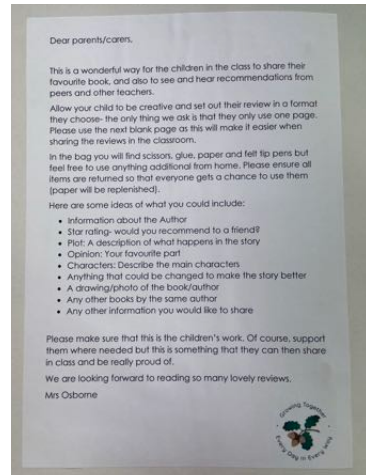 Dear parents/carers,
This is a wonderful way for the children in the class to share their
favourite book, and also to see and hear recommendations from
peers and other teachers.
Allow your child to be creative and set out their review in a format
they choose- the only thing we ask is that they only use one page.
Please use the next blank page as this will make it easier when
sharing the reviews in the classroom.
In the bag you will find scissors, glue, paper and felt tip pens but
feel free to use anything additional from home. Please ensure all
items are returned so that everyone gets a chance to use them
(paper will be replenished).
Here are some ideas of what you could include:
• Information about the Author
• Star rating- would you recommend to a friend?
• Plot: A description of what happens in the story
• Opinion: Your favourite part
• Characters: Describe the main characters
• Anything that could be changed to make the story better
• A drawing/photo of the book/author
• Any other books by the same author
• Any other information you would like to share
Please make sure that this is the children's work. Of course, support
them where needed but this is something that they can then share
in class and be really proud of.
We are looking forward to reading so many lovely reviews.
Mrs Osborne
Growing Together
Every Day in Every Way